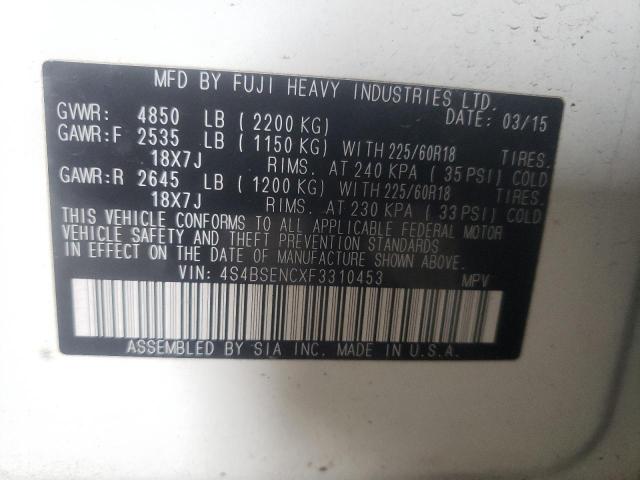 MFD BY FUJI HEAVY INDUSTRIES LTD.
GVWR: 4850 LB ( 2200 KG) DATE: 03/15
GAWR:F 2535 LB ( 1150 KG) WITH 225/60R18 TIRES.
18X7J RIMS. AT 240 KPA ( 35 PSI) COLD
GAWR:R 2645 LB ( 1200 KG) WITH 225/60R18 TIRES.
18X7J RIMS. AT 230 KPA ( 33 PSI) COLD
THIS VEHICLE CONFORMS TO ALL APPLICABLE FEDERAL MOTOR
VEHICLE SAFETY AND THEFT PREVENTION STANDARDS
IN EFFECT ON THE DATE OF MANUFACTURE SHOWN ABOVE.
VIN: 4S4BSENCXF3310453 MPV
ASSEMBLED BY SIA INC. MADE IN U.S.A.